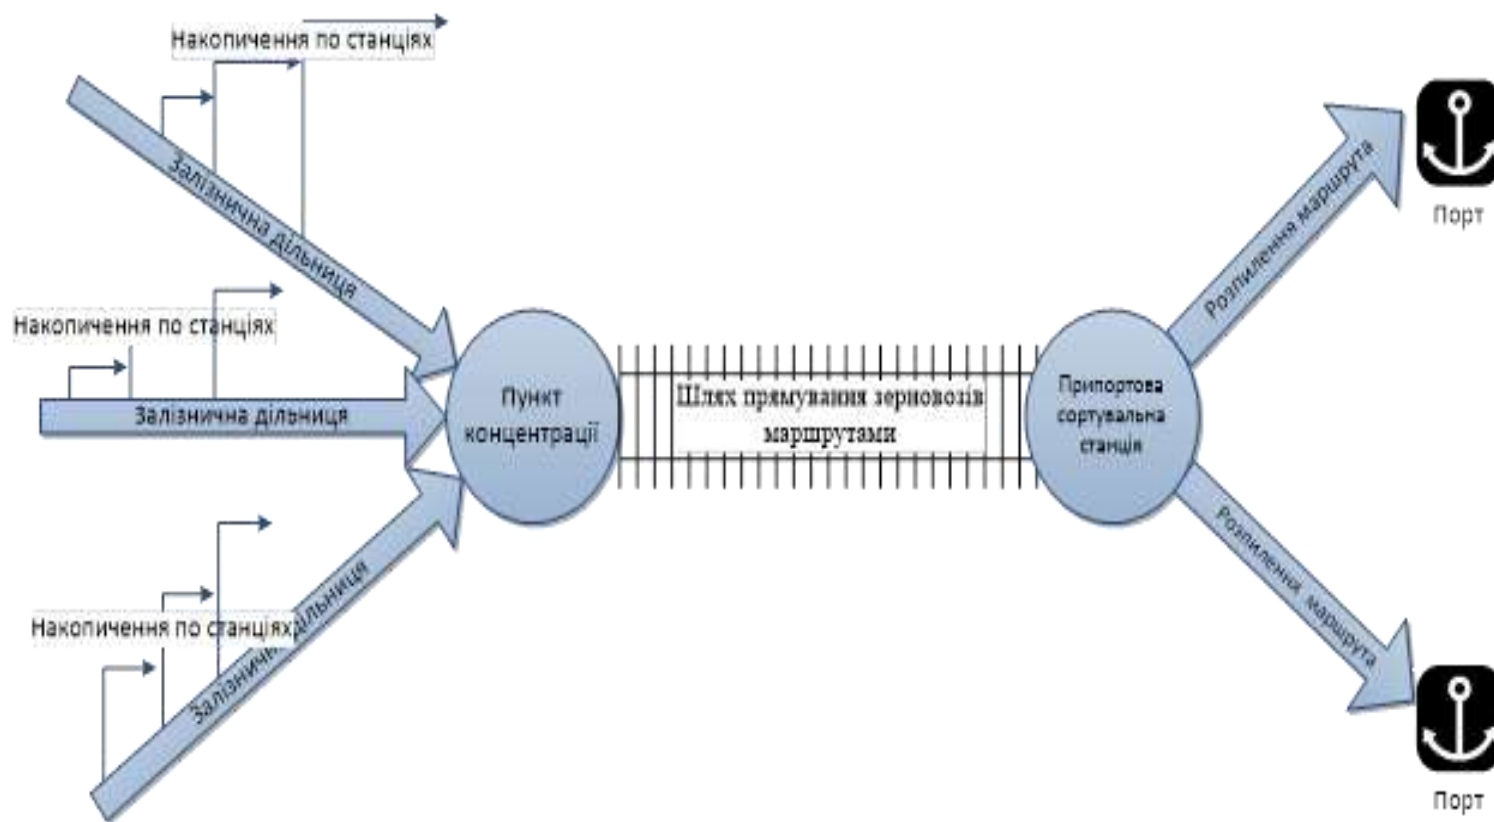 Накопичення по станціях
Залізнична дільниця
Накопичення по станціях
Залізнична дільниця
Накопичення по станціях
Залізнична дільниця
Пункт
концентрації
Шлях прямування зерновозів
маршрутами
Припортова
сортувальна
станція
Розпилення маршрута
Порт
Розпилення маршрута
Порт